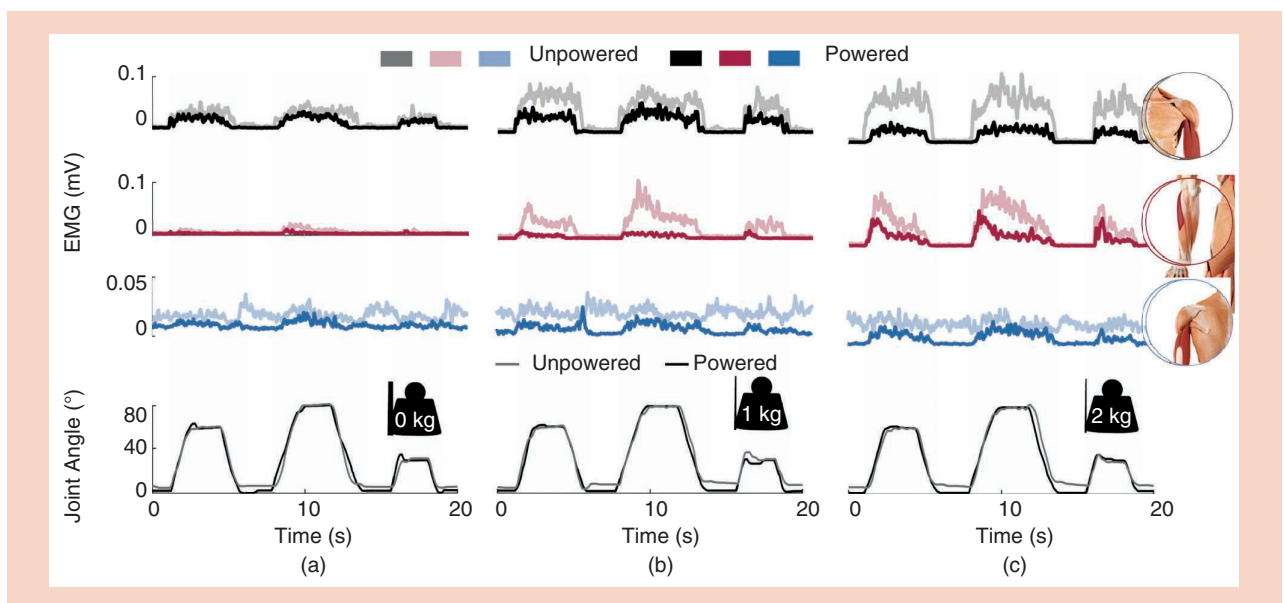 Unpowered Powered
0.1
0
EMG (mV)
0.1
0
0.05
0
Unpowered Powered
Joint Angle (°)
80
40
0
0 kg
1 kg
2 kg
0 10 20 0 10 20 0 10 20
Time (s) Time (s) Time (s)
(a) (b) (c)